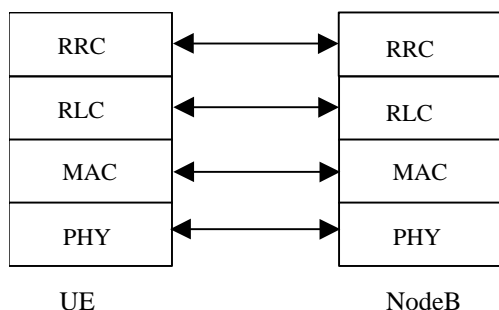 RRC RRC
RLC RLC
MAC MAC
PHY PHY
UE NodeB